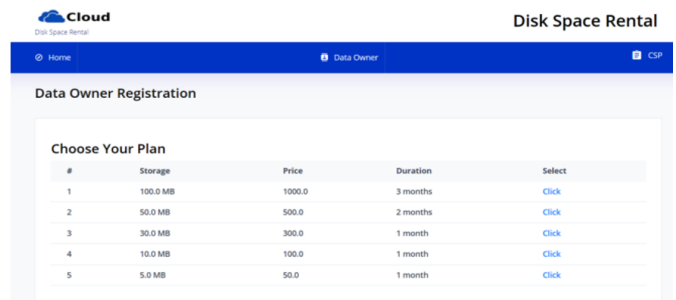 Cloud
Disk Space Rental
Disk Space Rental
Home Data Owner CSP
Data Owner Registration
Choose Your Plan
# Storage Price Duration Select
1 100.0 MB 1000.0 3 months Click
2 50.0 MB 500.0 2 months Click
3 30.0 MB 300.0 1 month Click
4 10.0 MB 100.0 1 month Click
5 5.0 MB 50.0 1 month Click